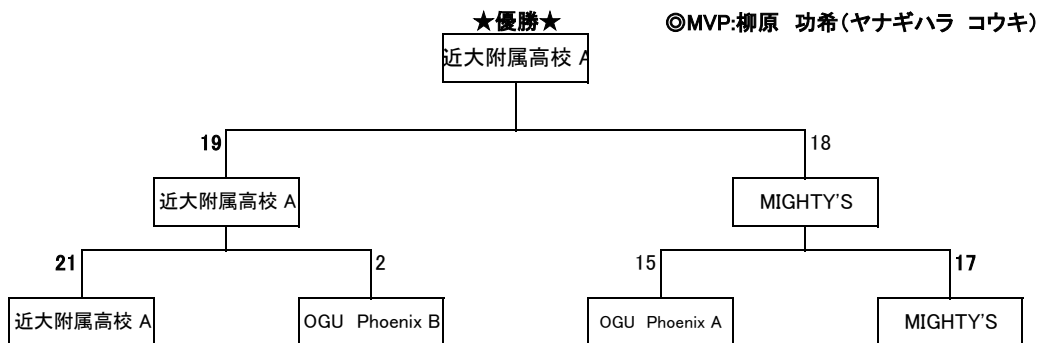 ★優勝★
◎MVP:柳原 功希(ヤナギハラ コウキ)
近大附属高校 A
19
18
近大附属高校 A
MIGHTY'S
21
2
15
17
近大附属高校 A
OGU Phoenix B
OGU Phoenix A
MIGHTY'S